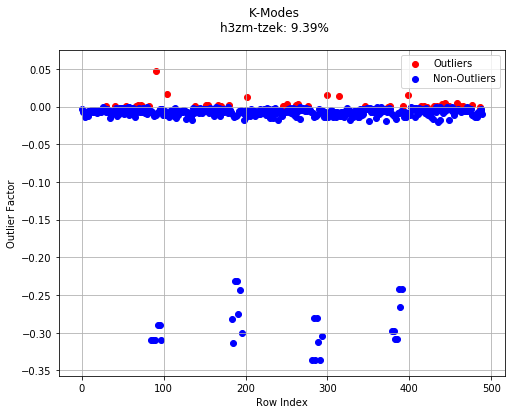 K-Modes
h3zm-tzek: 9.39%
Outliers
Non-Outliers
0.05
0.00
−0.05
−0.10
−0.15
−0.20
−0.25
−0.30
−0.35
Outlier Factor
0 100 200 300 400 500
Row Index